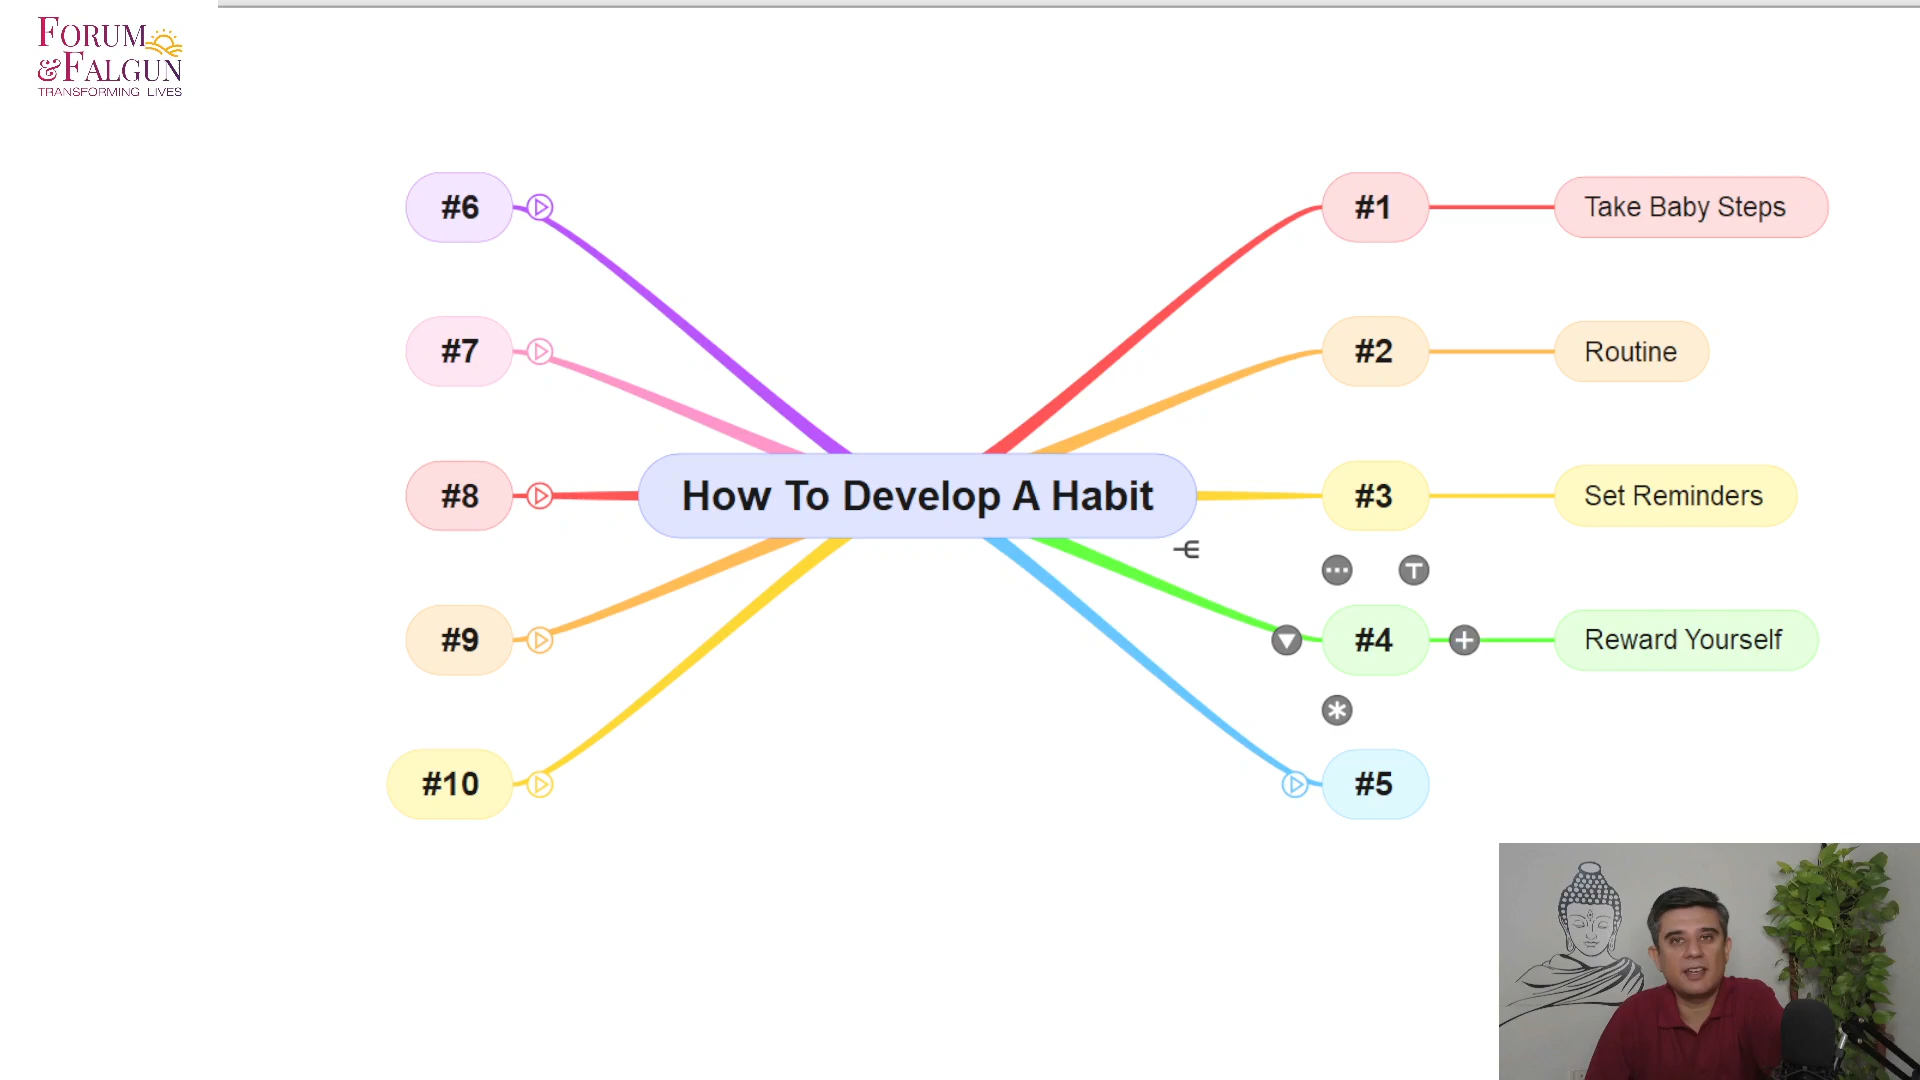 FORUM
&FALGUN
TRANSFORMING LIVES
#6
#1
Take Baby Steps
#7
#2
Routine
#8
How To Develop A Habit
#3
Set Reminders
#9
#4
Reward Yourself
#10
#5